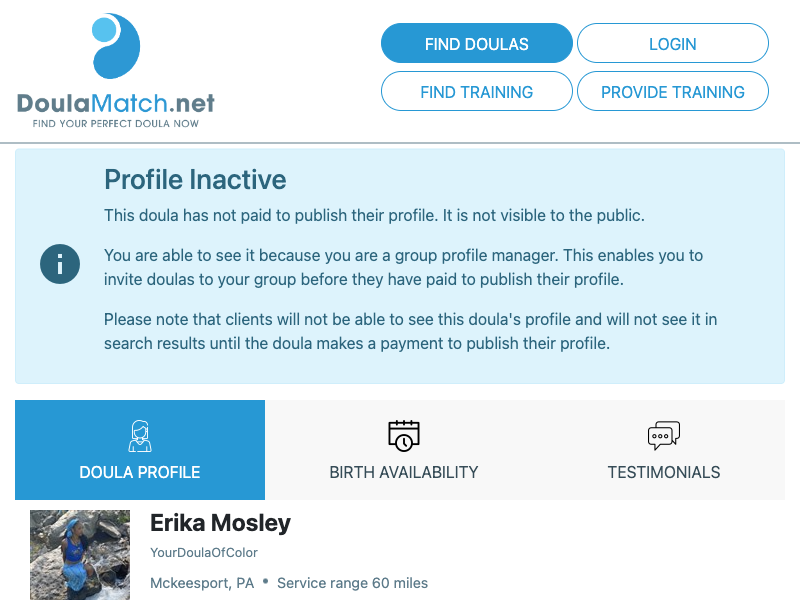 DoulaMatch.net
FIND YOUR PERFECT DOULA NOW
FIND DOULAS
LOGIN
FIND TRAINING
PROVIDE TRAINING
Profile Inactive
This doula has not paid to publish their profile. It is not visible to the public.
You are able to see it because you are a group profile manager. This enables you to
invite doulas to your group before they have paid to publish their profile.
Please note that clients will not be able to see this doula's profile and will not see it in
search results until the doula makes a payment to publish their profile.
DOULA PROFILE
BIRTH AVAILABILITY
TESTIMONIALS
Erika Mosley
YourDoulaOfColor
Mckeesport, PA • Service range 60 miles